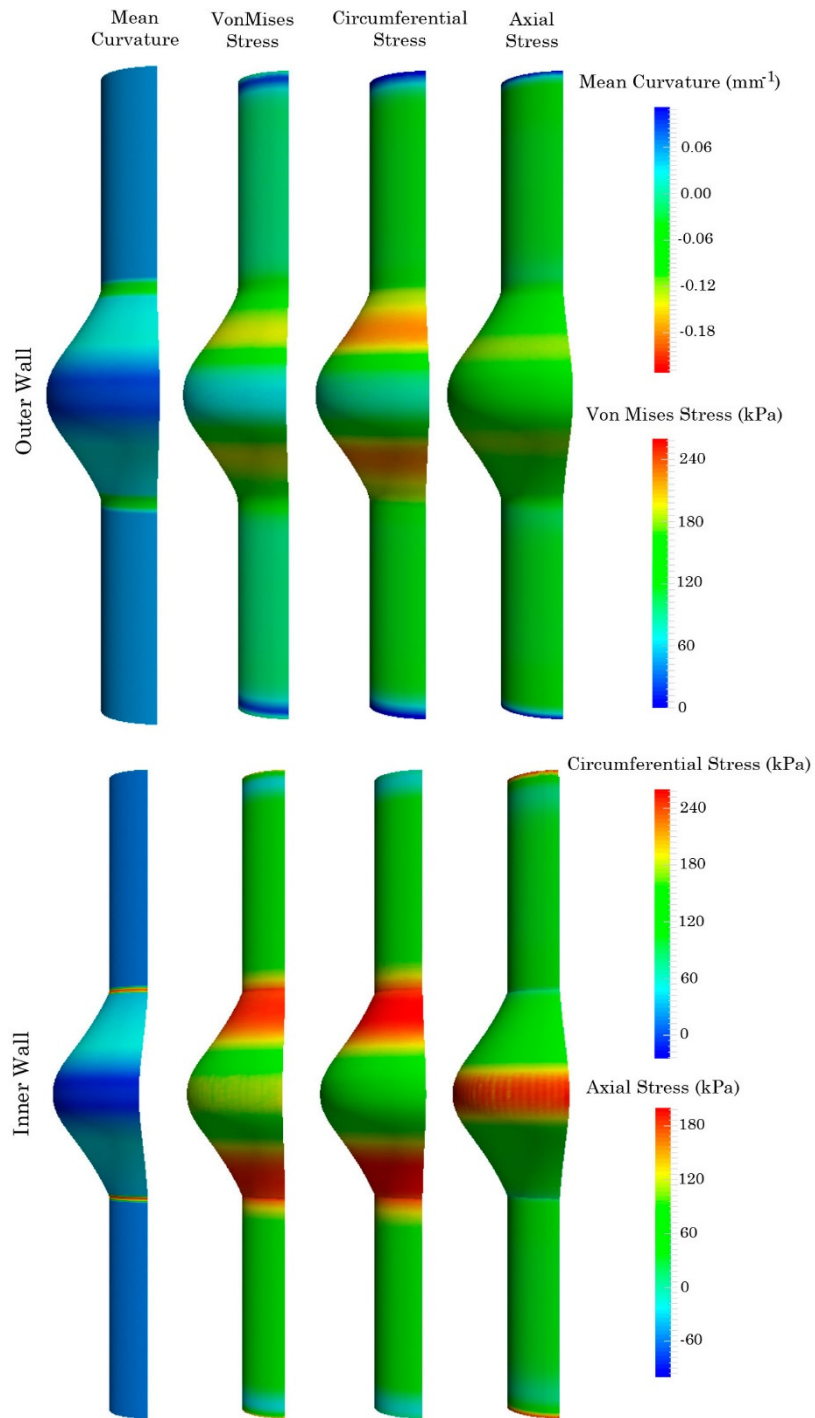 Mean
Curvature
VonMises
Stress
Circumferential
Stress
Axial
Stress
Mean Curvature (mm-1)
0.06
0.00
-0.06
-0.12
-0.18
Outer Wall
Von Mises Stress (kPa)
240
180
120
60
0
Circumferential Stress (kPa)
240
180
120
60
0
Inner Wall
Axial Stress (kPa)
180
120
60
0
-60